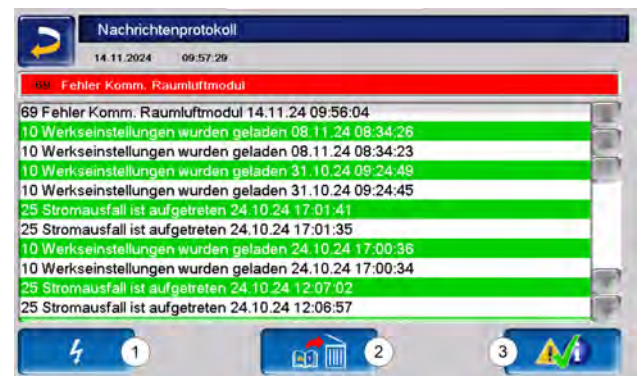 Nachrichtenprotokoll
14.11.2024 09:57:29
69 Fehler Komm. Raumluftmodul
69 Fehler Komm. Raumluftmodul 14.11.24 09:56:04
10 Werkseinstellungen wurden geladen 08.11.24 08:34:26
10 Werkseinstellungen wurden geladen 08.11.24 08:34:23
10 Werkseinstellungen wurden geladen 31.10.24 09:24:49
10 Werkseinstellungen wurden geladen 31.10.24 09:24:45
25 Stromausfall ist aufgetreten 24.10.24 17:01:41
25 Stromausfall ist aufgetreten 24.10.24 17:01:35
10 Werkseinstellungen wurden geladen 24.10.24 17:00:36
10 Werkseinstellungen wurden geladen 24.10.24 17:00:34
25 Stromausfall ist aufgetreten 24.10.24 12:07:02
25 Stromausfall ist aufgetreten 24.10.24 12:06:57
1 2 3